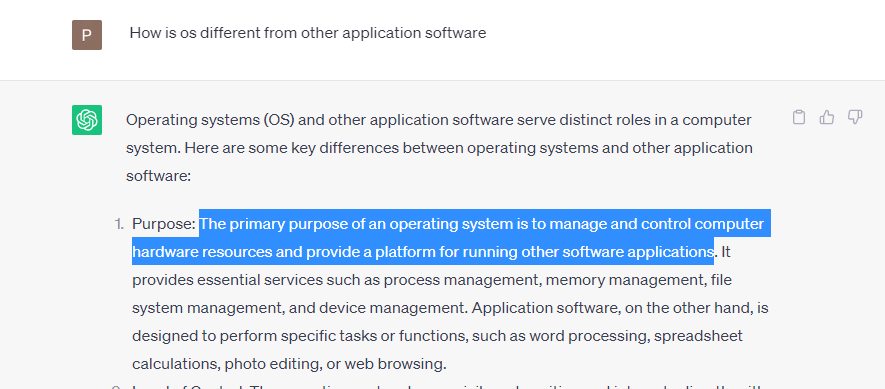 P
How is os different from other application software
Operating systems (OS) and other application software serve distinct roles in a computer
system. Here are some key differences between operating systems and other application
software:
1. Purpose: The primary purpose of an operating system is to manage and control computer
hardware resources and provide a platform for running other software applications. It
provides essential services such as process management, memory management, file
system management, and device management. Application software, on the other hand, is
designed to perform specific tasks or functions, such as word processing, spreadsheet
calculations, photo editing, or web browsing.